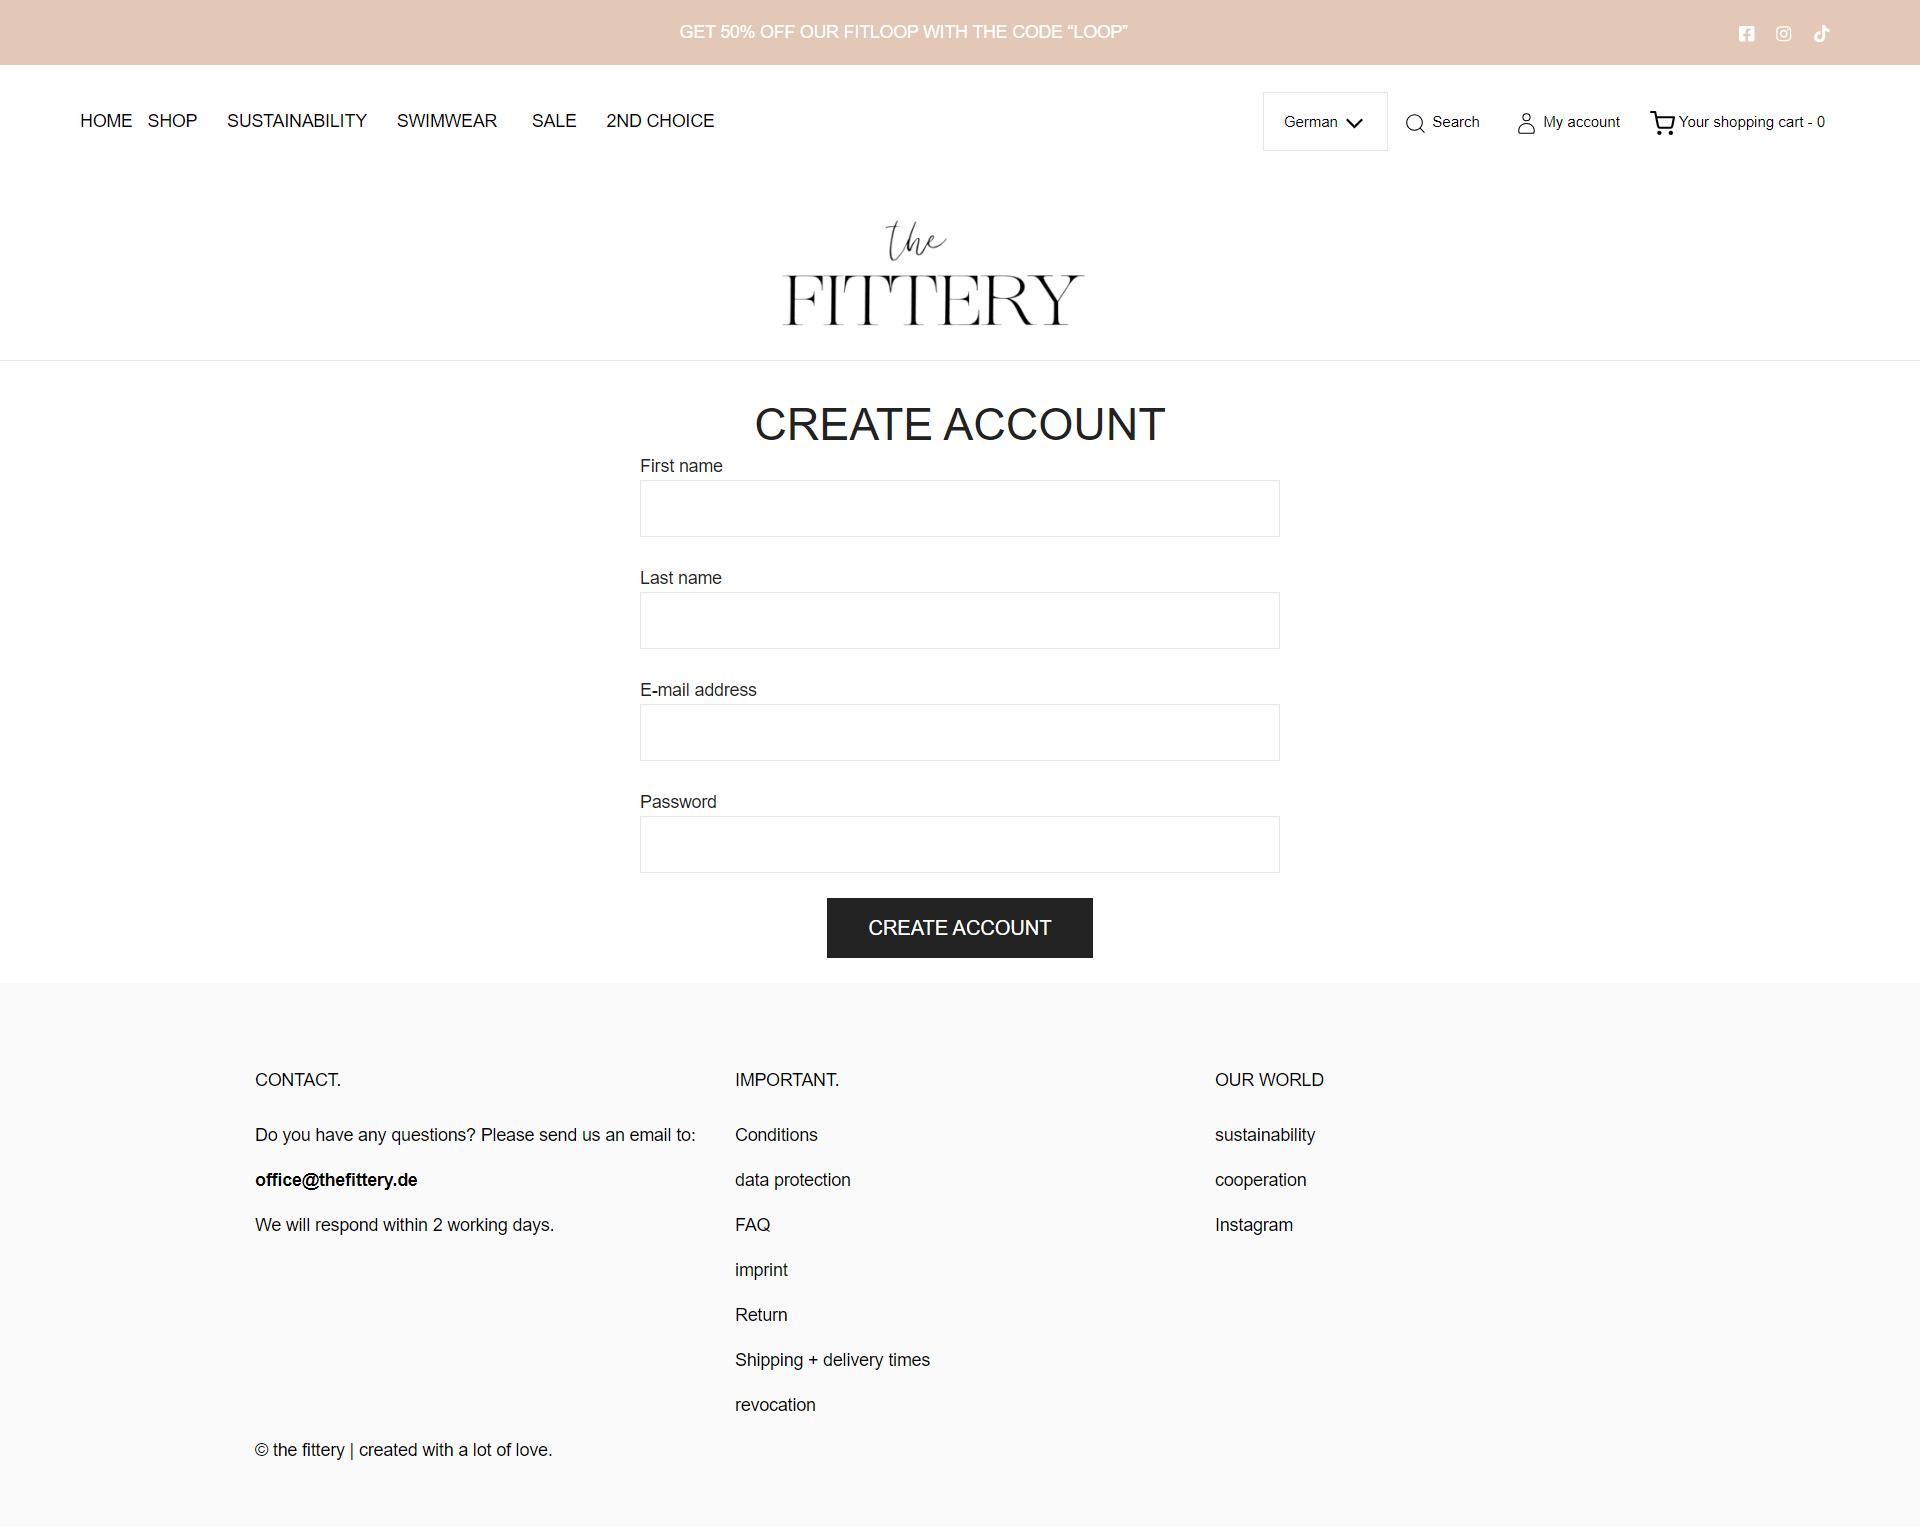 GET 50% OFF OUR FITLOOP WITH THE CODE “LOOP”
HOME SHOP SUSTAINABILITY SWIMWEAR SALE 2ND CHOICE
German Search My account Your shopping cart - 0
the
FITTERY
CREATE ACCOUNT
First name
Last name
E-mail address
Password
CREATE ACCOUNT
CONTACT.
Do you have any questions? Please send us an email to:
office@thefittery.de
We will respond within 2 working days.
IMPORTANT.
Conditions
data protection
FAQ
imprint
Return
Shipping + delivery times
revocation
OUR WORLD
sustainability
cooperation
Instagram
© the fittery | created with a lot of love.